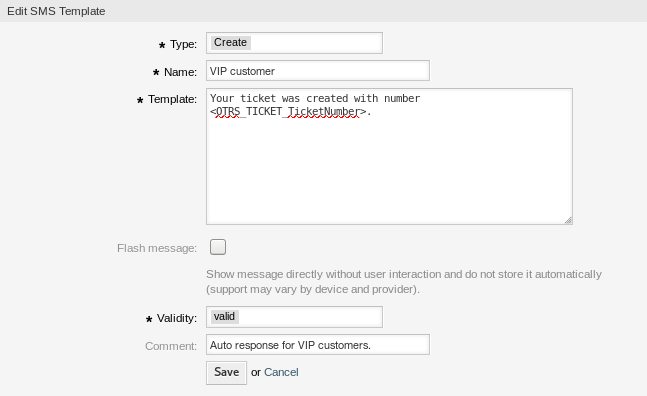 Edit SMS Template
★ Type: Create
★ Name: VIP customer
★ Template: Your ticket was created with number
<OTRS_TICKET_TicketNumber>.
Flash message:
Show message directly without user interaction and do not store it automatically
(support may vary by device and provider).
★ Validity: valid
Comment: Auto response for VIP customers.
Save or Cancel